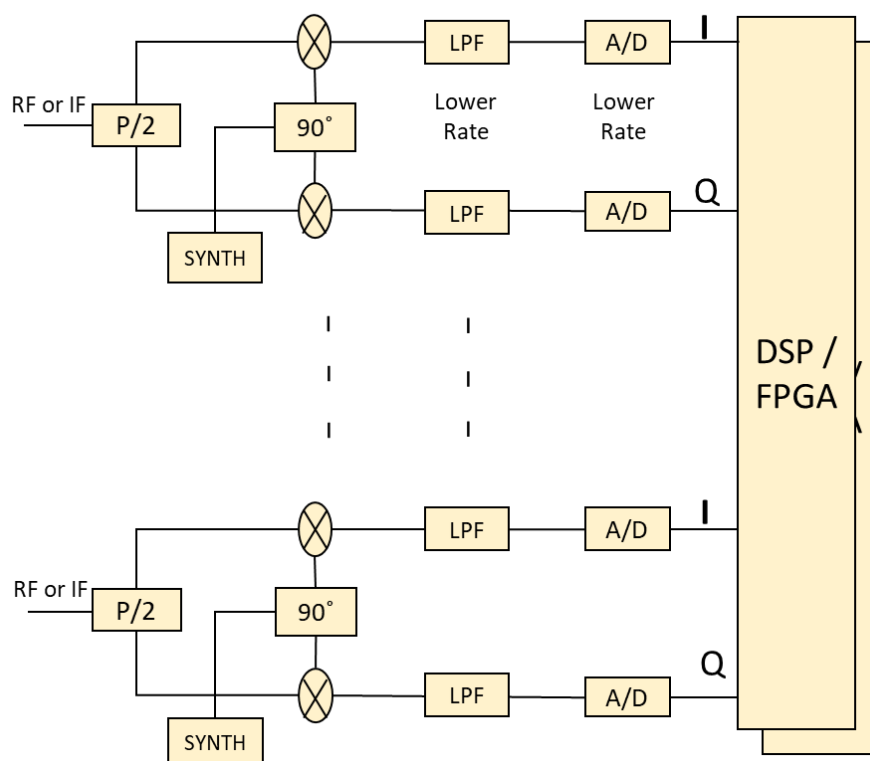 I
LPF
A/D
RF or IF
P/2
90°
Lower
Rate
Lower
Rate
Q
LPF
A/D
SYNTH
DSP /
FPGA
I
LPF
A/D
RF or IF
P/2
90°
Q
LPF
A/D
SYNTH